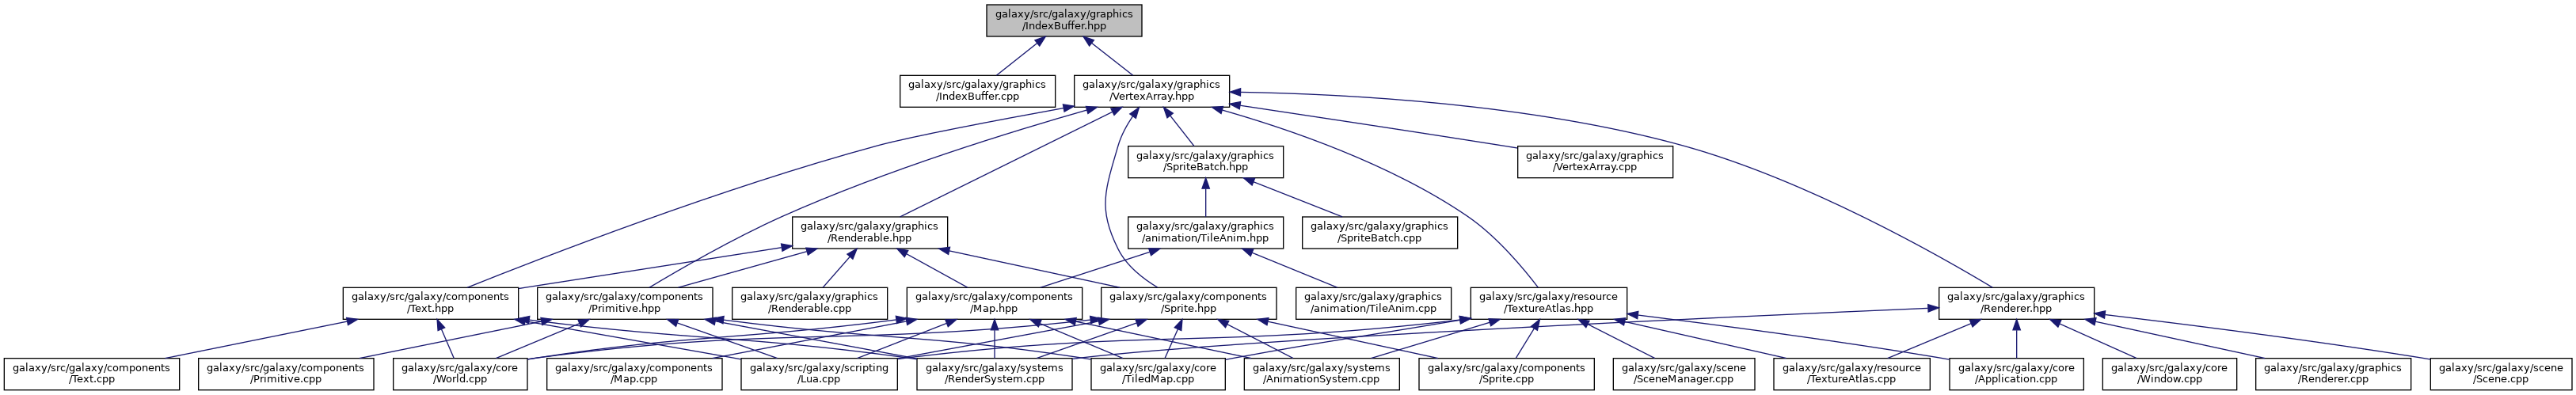 galaxy/src/galaxy/graphics
/IndexBuffer.hpp
galaxy/src/galaxy/graphics
/IndexBuffer.cpp
galaxy/src/galaxy/graphics
/VertexArray.hpp
galaxy/src/galaxy/graphics
/SpriteBatch.hpp
galaxy/src/galaxy/graphics
/VertexArray.cpp
galaxy/src/galaxy/graphics
/Renderable.hpp
galaxy/src/galaxy/graphics
/animation/TileAnim.hpp
galaxy/src/galaxy/graphics
/SpriteBatch.cpp
galaxy/src/galaxy/components
/Text.hpp
galaxy/src/galaxy/components
/Primitive.hpp
galaxy/src/galaxy/graphics
/Renderable.cpp
galaxy/src/galaxy/components
/Map.hpp
galaxy/src/galaxy/components
/Sprite.hpp
galaxy/src/galaxy/graphics
/animation/TileAnim.cpp
galaxy/src/galaxy/resource
/TextureAtlas.hpp
galaxy/src/galaxy/graphics
/Renderer.hpp
galaxy/src/galaxy/components
/Text.cpp
galaxy/src/galaxy/components
/Primitive.cpp
galaxy/src/galaxy/core
/World.cpp
galaxy/src/galaxy/components
/Map.cpp
galaxy/src/galaxy/scripting
/Lua.cpp
galaxy/src/galaxy/systems
/RenderSystem.cpp
galaxy/src/galaxy/core
/TiledMap.cpp
galaxy/src/galaxy/systems
/AnimationSystem.cpp
galaxy/src/galaxy/components
/Sprite.cpp
galaxy/src/galaxy/scene
/SceneManager.cpp
galaxy/src/galaxy/resource
/TextureAtlas.cpp
galaxy/src/galaxy/core
/Application.cpp
galaxy/src/galaxy/core
/Window.cpp
galaxy/src/galaxy/graphics
/Renderer.cpp
galaxy/src/galaxy/scene
/Scene.cpp